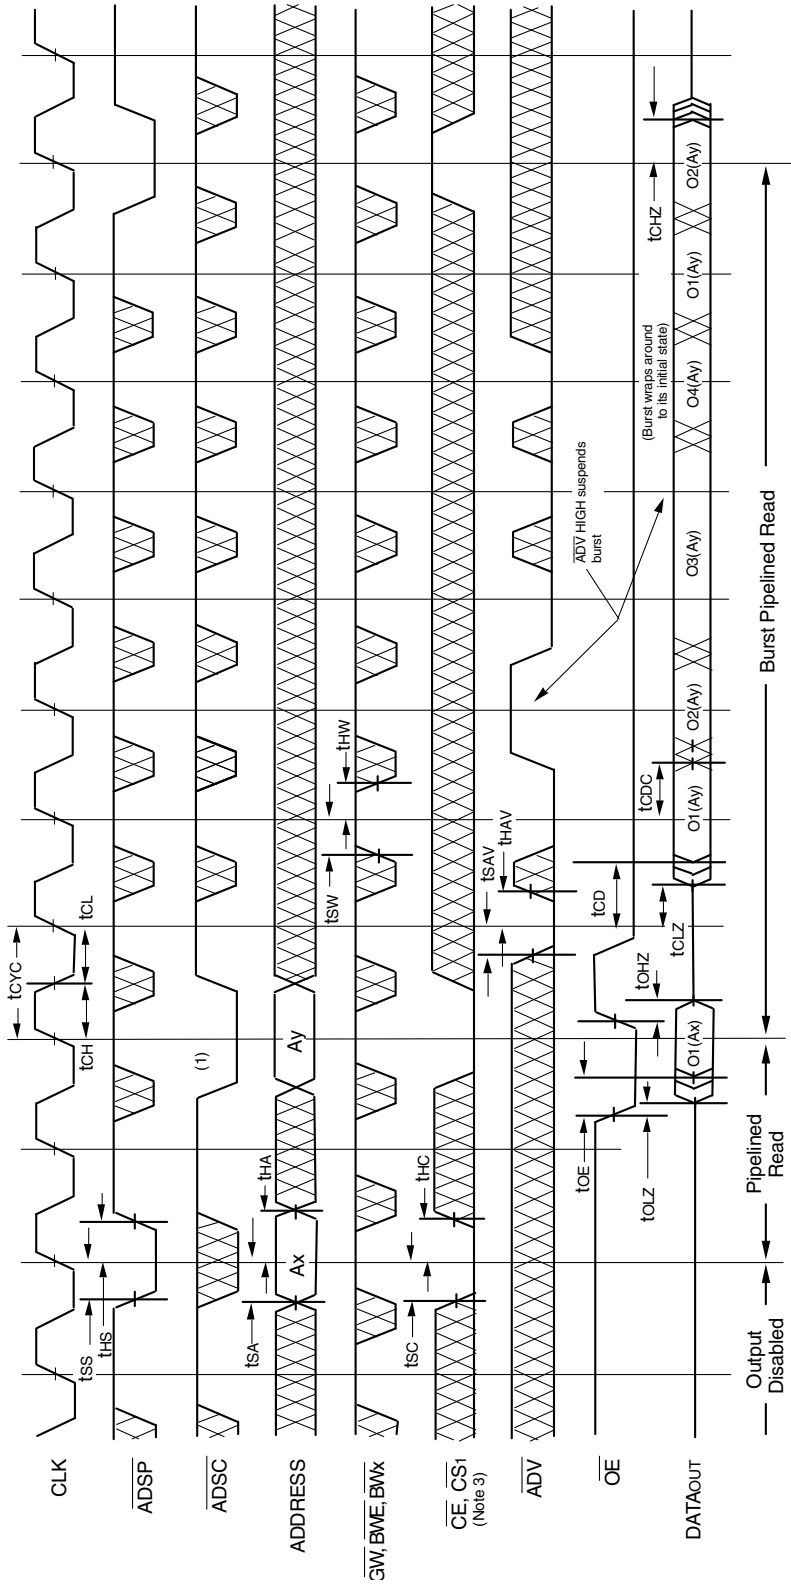 CLK
tCYC
tCH
tCL
ADSP
tSS
tHS
ADSC
(1)
ADDRESS
tSA
tHA
Ax
Ay
GW, BWE, BWx
tSW
tHW
CE, CS1
(Note 3)
tSC
tHC
ADV
tSAV
tHAV
ADV HIGH suspends
burst
OE
tOE
tOLZ
tOHZ
tCD
tCLZ
tCDC
tCHZ
(Burst wraps around
to its initial state)
DATAOUT
O1(Ax)
O1(Ay)
O2(Ay)
O3(Ay)
O4(Ay)
O1(Ay)
O2(Ay)
Output
Disabled
Pipelined
Read
Burst Pipelined Read